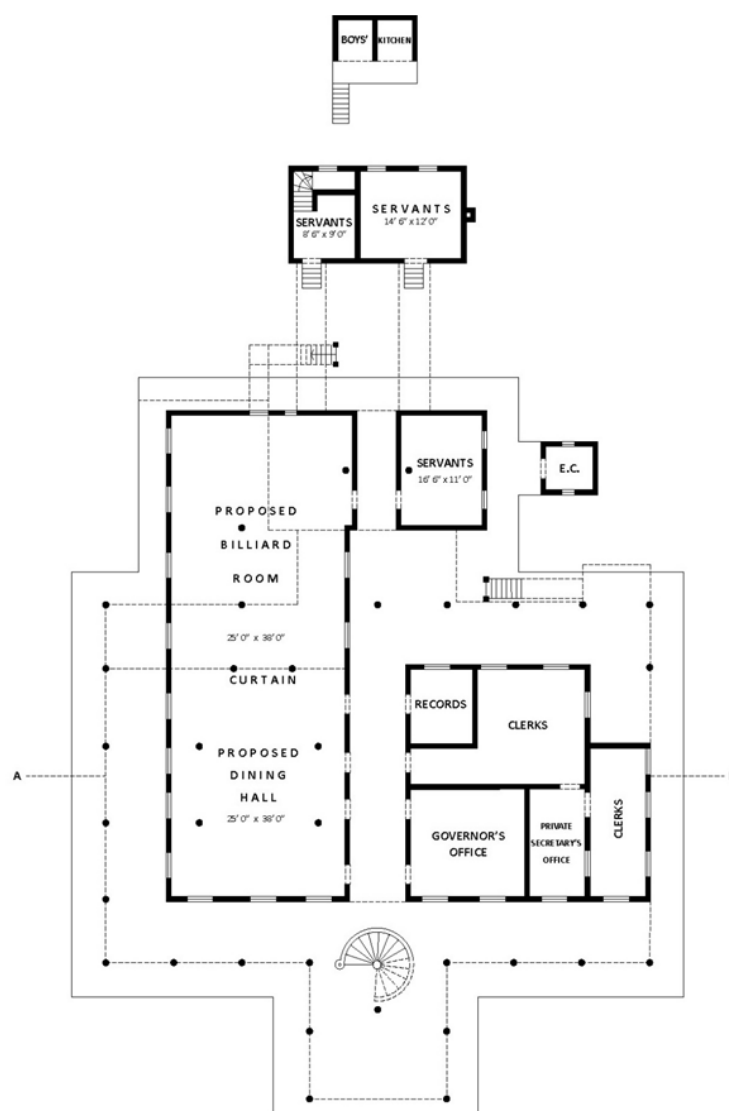 BOYS' KITCHEN
SERVANTS
14' 6" x 12' 0"
SERVANTS
8' 6" x 9' 0"
SERVANTS
16' 6" x 11' 0"
E.C.
PROPOSED
BILLIARD
ROOM
25' 0" x 38' 0"
CURTAIN
RECORDS
CLERKS
PROPOSED
DINING
HALL
25' 0" x 38' 0"
A
GOVERNOR'S
OFFICE
PRIVATE
SECRETARY'S
OFFICE
CLERKS